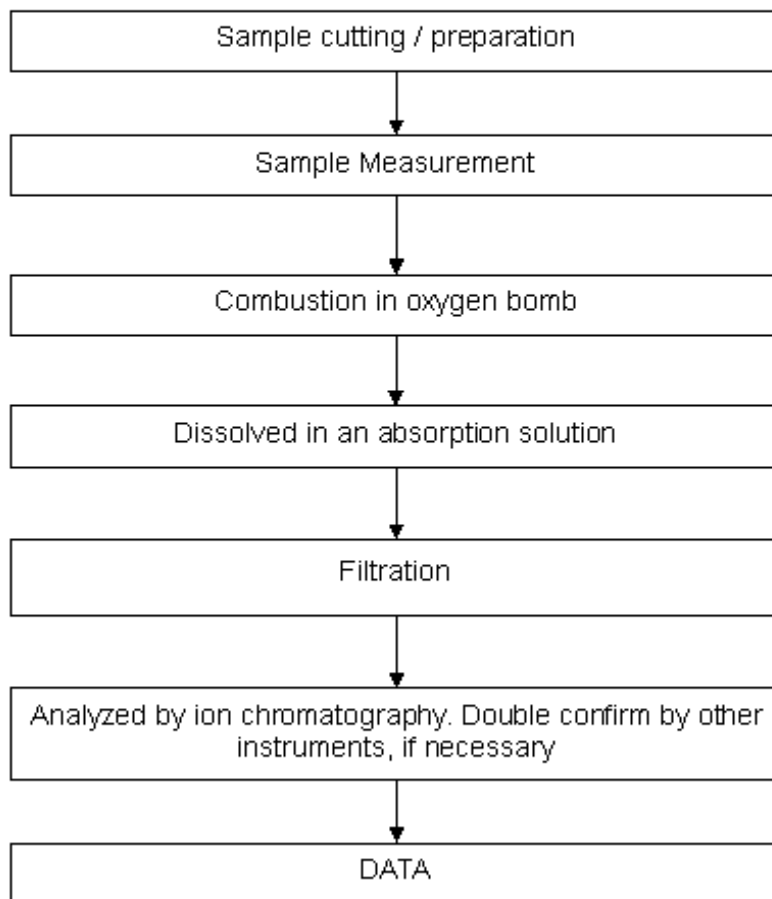 Sample cutting / preparation
Sample Measurement
Combustion in oxygen bomb
Dissolved in an absorption solution
Filtration
Analyzed by ion chromatography. Double confirm by other
instruments, if necessary
DATA